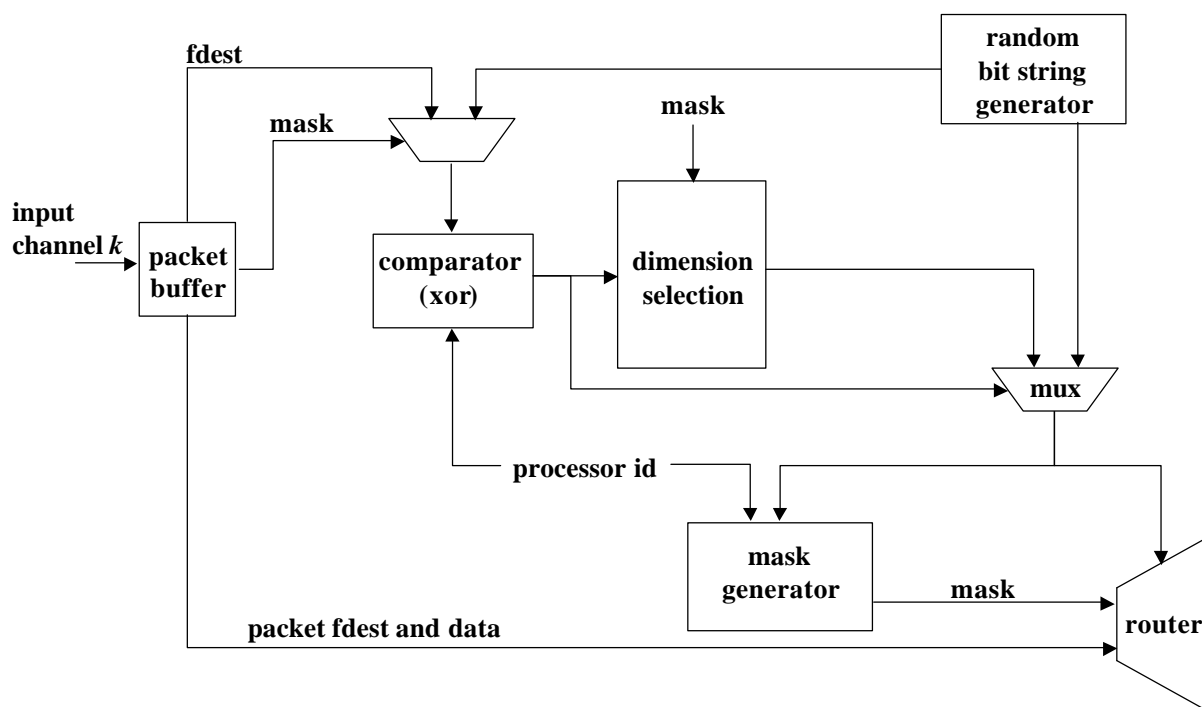 fdest
random
bit string
generator
mask
mask
input
channel k
packet
buffer
comparator
(xor)
dimension
selection
mux
processor id
mask
generator
mask
packet fdest and data
router